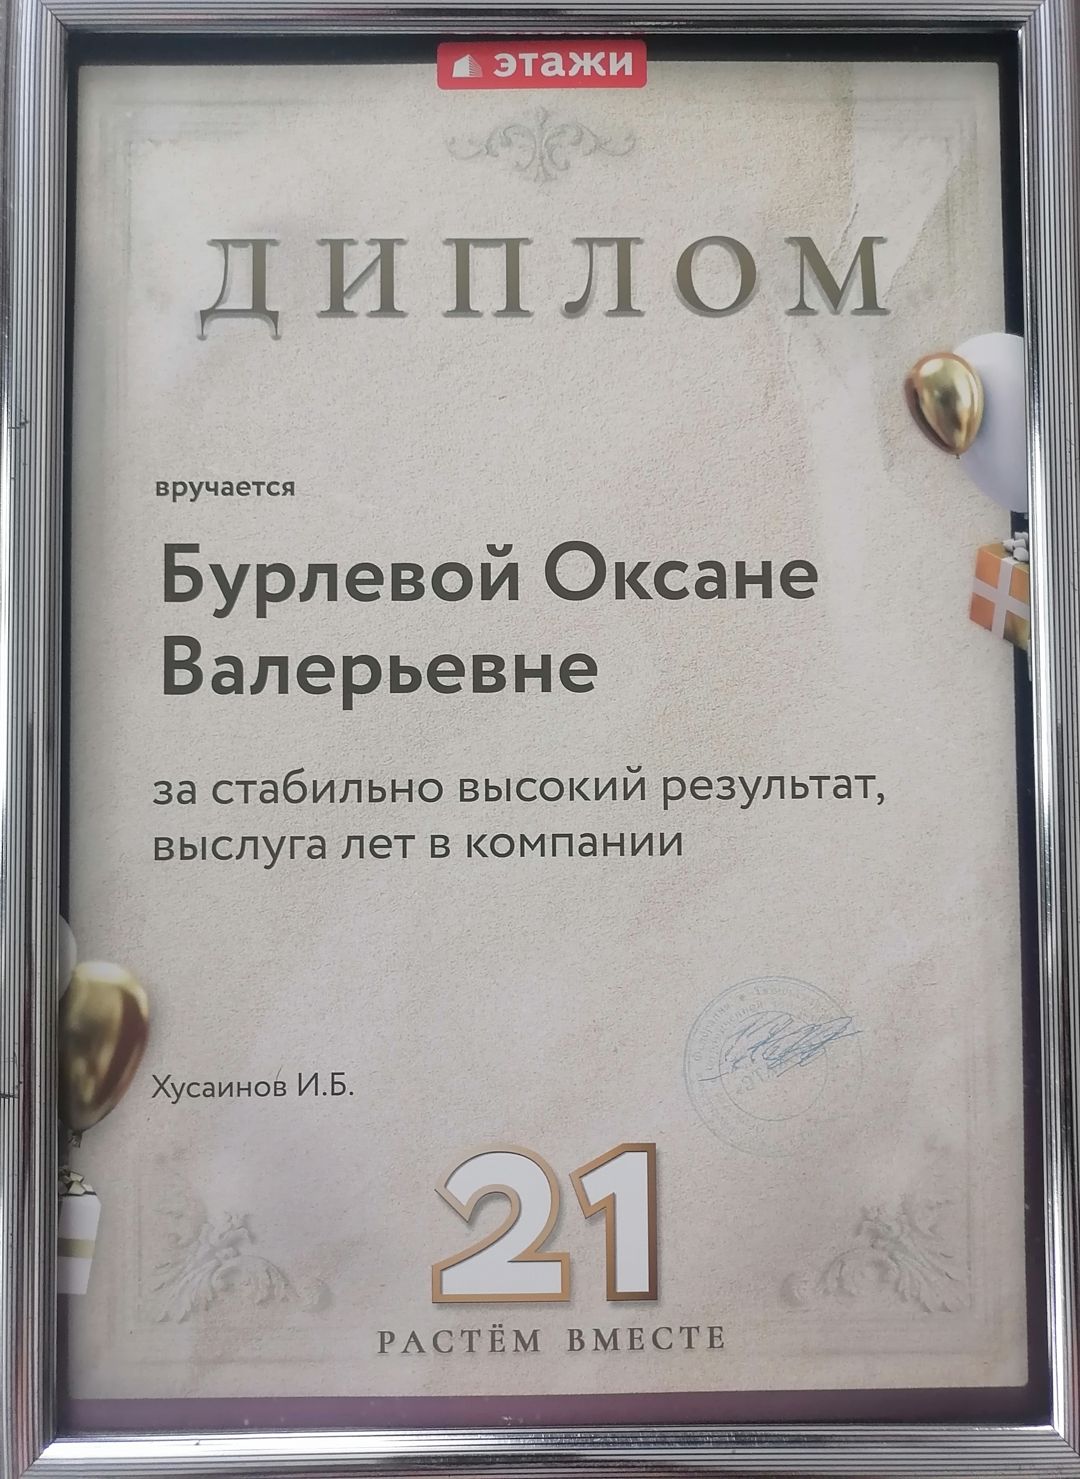 этажи
ДИПЛОМ
вручается
Бурлевой Оксане
Валерьевне
за стабильно высокий результат,
выслуга лет в компании
Хусаинов И.Б.
21
РАСТЁМ ВМЕСТЕ